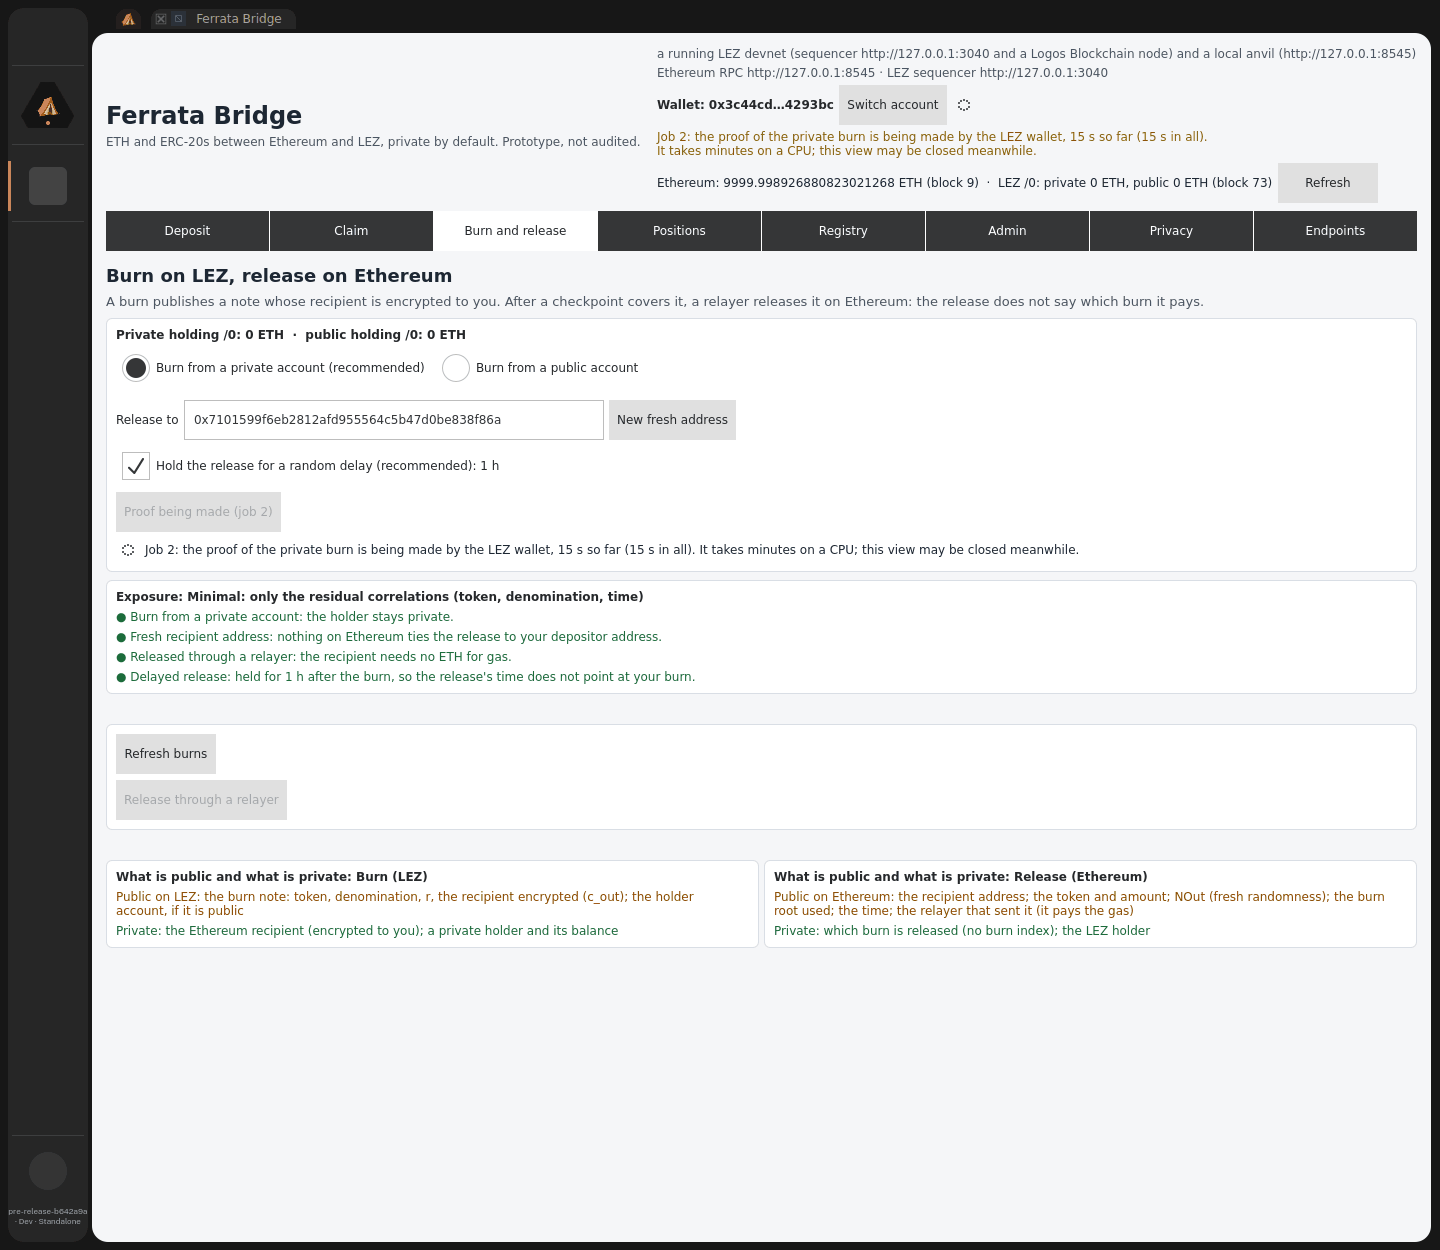 Ferrata Bridge
a running LEZ devnet (sequencer http://127.0.0.1:3040 and a Logos Blockchain node) and a local anvil (http://127.0.0.1:8545)
Ethereum RPC http://127.0.0.1:8545 · LEZ sequencer http://127.0.0.1:3040
Ferrata Bridge
ETH and ERC-20s between Ethereum and LEZ, private by default. Prototype, not audited.
Wallet: 0x3c44cd…4293bc
Switch account
Job 2: the proof of the private burn is being made by the LEZ wallet, 15 s so far (15 s in all).
It takes minutes on a CPU; this view may be closed meanwhile.
Ethereum: 9999.998926880823021268 ETH (block 9) · LEZ /0: private 0 ETH, public 0 ETH (block 73)
Refresh
Deposit
Claim
Burn and release
Positions
Registry
Admin
Privacy
Endpoints
Burn on LEZ, release on Ethereum
A burn publishes a note whose recipient is encrypted to you. After a checkpoint covers it, a relayer releases it on Ethereum: the release does not say which burn it pays.
Private holding /0: 0 ETH · public holding /0: 0 ETH
Burn from a private account (recommended)
Burn from a public account
Release to
0x7101599f6eb2812afd955564c5b47d0be838f86a
New fresh address
Hold the release for a random delay (recommended): 1 h
Proof being made (job 2)
Job 2: the proof of the private burn is being made by the LEZ wallet, 15 s so far (15 s in all). It takes minutes on a CPU; this view may be closed meanwhile.
Exposure: Minimal: only the residual correlations (token, denomination, time)
● Burn from a private account: the holder stays private.
● Fresh recipient address: nothing on Ethereum ties the release to your depositor address.
● Released through a relayer: the recipient needs no ETH for gas.
● Delayed release: held for 1 h after the burn, so the release's time does not point at your burn.
Refresh burns
Release through a relayer
What is public and what is private: Burn (LEZ)
Public on LEZ: the burn note: token, denomination, r, the recipient encrypted (c_out); the holder
account, if it is public
Private: the Ethereum recipient (encrypted to you); a private holder and its balance
What is public and what is private: Release (Ethereum)
Public on Ethereum: the recipient address; the token and amount; NOut (fresh randomness); the burn
root used; the time; the relayer that sent it (it pays the gas)
Private: which burn is released (no burn index); the LEZ holder
pre-release-b642a9a
· Dev · Standalone